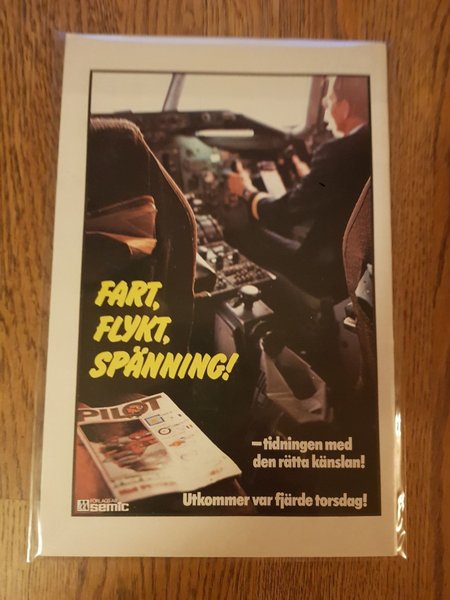 FART,
FLYKT,
SPÄNNING!
PILOT
–tidningen med
den rätta känslan!
Utkommer var fjärde torsdag!
FÖRLAGS AB
semic